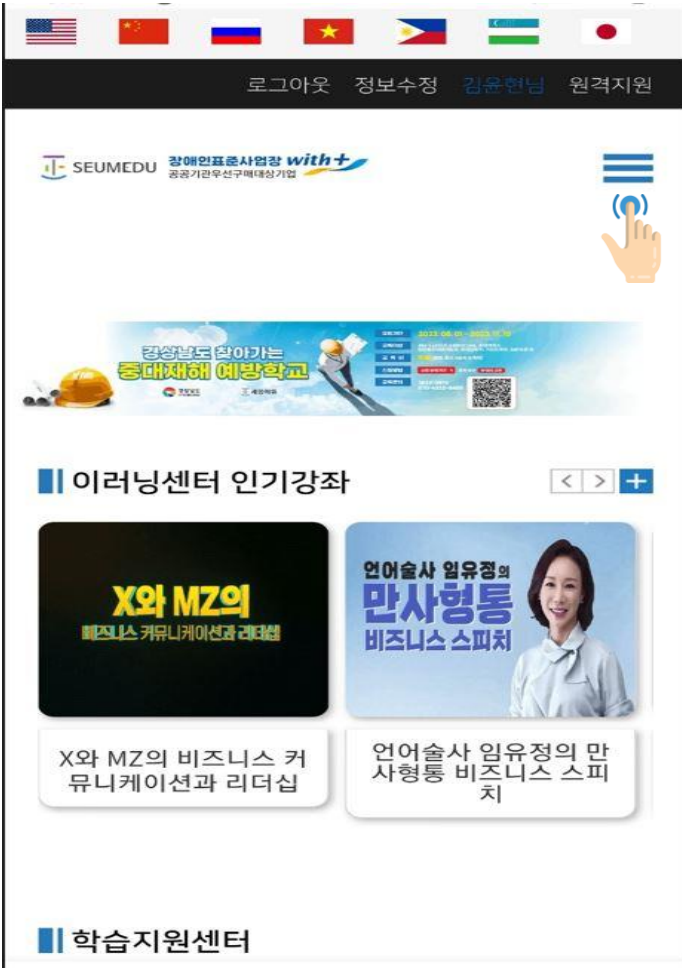 로그아웃 정보수정 김윤현님 원격지원
SEUMEDU 장애인표준사업장 with+
공공기관우선구매대상기업
경상남도 찾아가는
중대재해 예방학교
이러닝센터 인기강좌
X와 MZ의
비즈니스 커뮤니케이션과 리더십
언어술사 임유정의
만사형통
비즈니스 스피치
X와 MZ의 비즈니스 커
뮤니케이션과 리더십
언어술사 임유정의 만
사형통 비즈니스 스피
치
학습지원센터